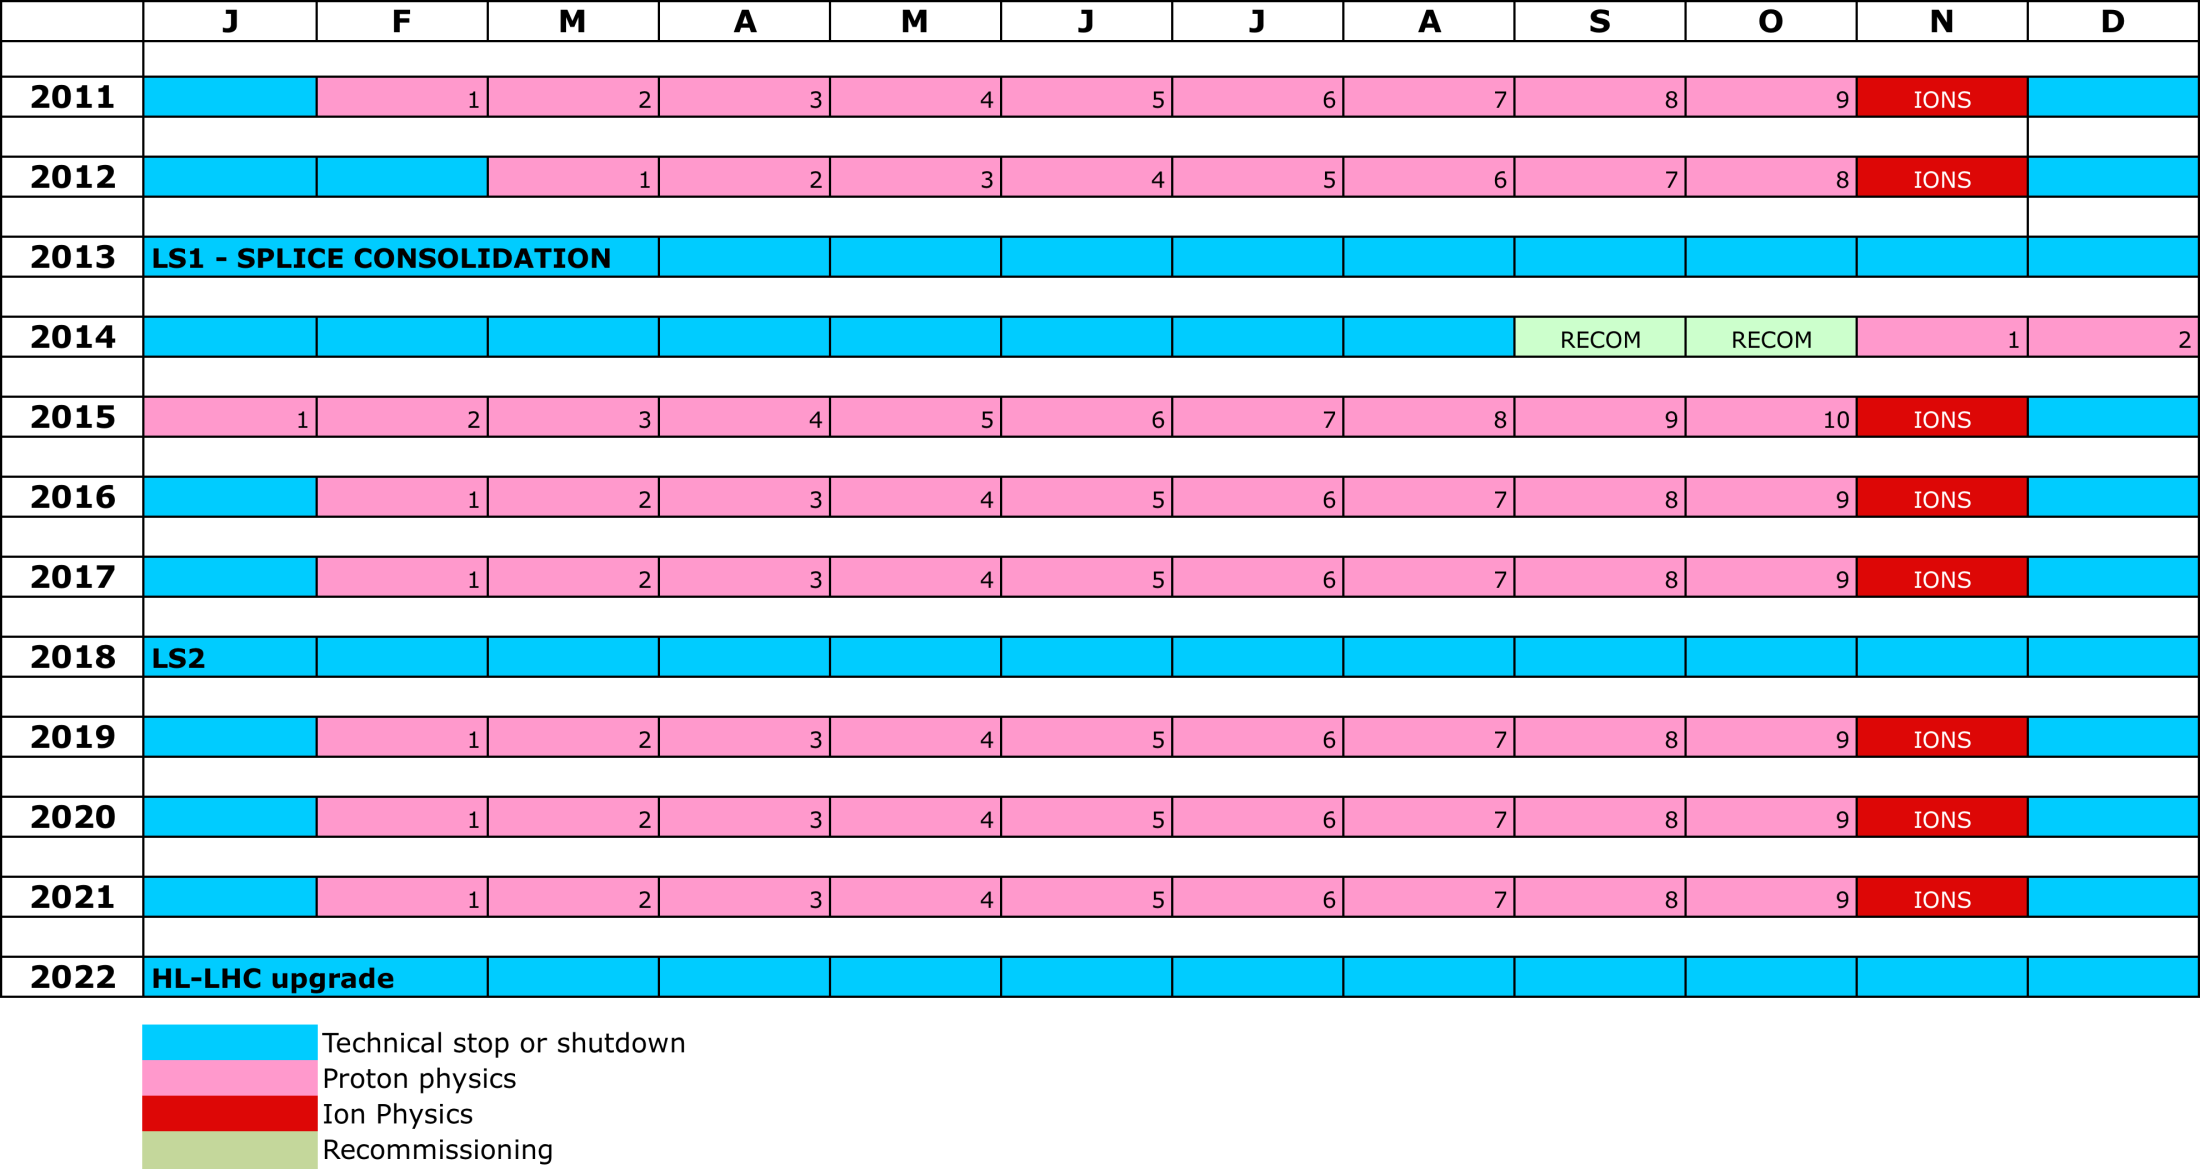 J F M A M J J A S O N D
2011 1 2 3 4 5 6 7 8 9 IONS
2012 1 2 3 4 5 6 7 8 IONS
2013 LS1 - SPLICE CONSOLIDATION
2014 RECOM RECOM 1 2
2015 1 2 3 4 5 6 7 8 9 10 IONS
2016 1 2 3 4 5 6 7 8 9 IONS
2017 1 2 3 4 5 6 7 8 9 IONS
2018 LS2
2019 1 2 3 4 5 6 7 8 9 IONS
2020 1 2 3 4 5 6 7 8 9 IONS
2021 1 2 3 4 5 6 7 8 9 IONS
2022 HL-LHC upgrade
Technical stop or shutdown
Proton physics
Ion Physics
Recommissioning